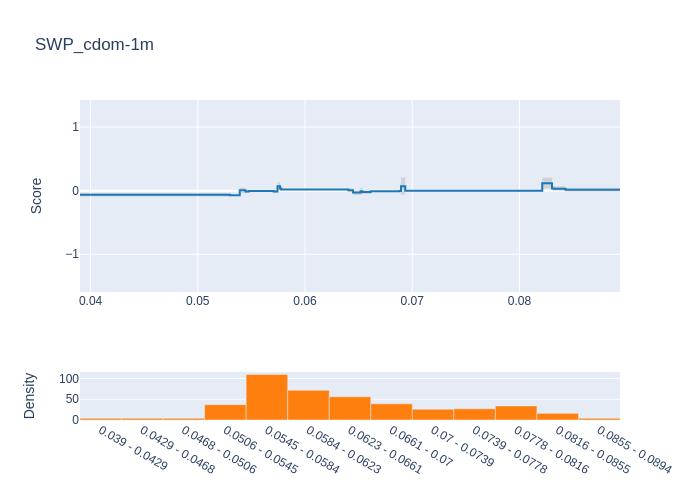 SWP_cdom-1m
Score
1
0
−1
0.04
0.05
0.06
0.07
0.08
Density
100
50
0
0.039 - 0.0429
0.0429 - 0.0468
0.0468 - 0.0506
0.0506 - 0.0545
0.0545 - 0.0584
0.0584 - 0.0623
0.0623 - 0.0661
0.0661 - 0.07
0.07 - 0.0739
0.0739 - 0.0778
0.0778 - 0.0816
0.0816 - 0.0855
0.0855 - 0.0894